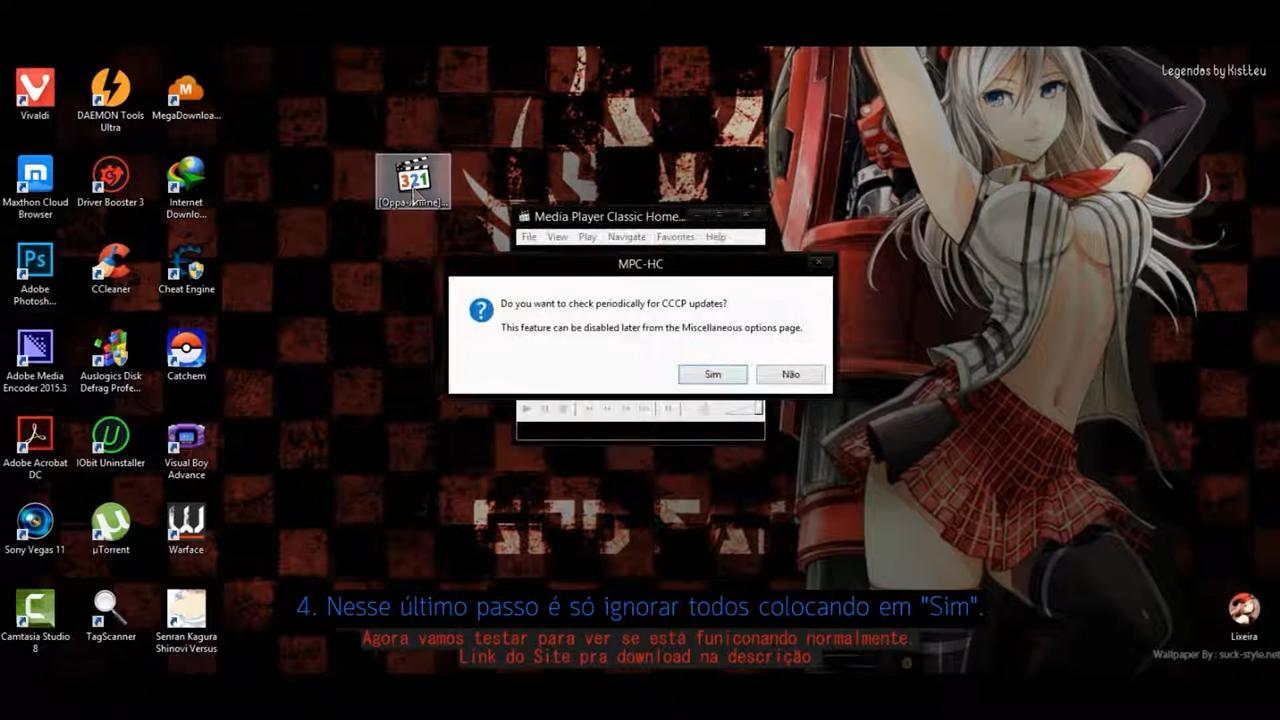 Legendos by Kistteu
Vivaldi
DAEMON Tools
Ultra
MegaDownloa...
Maxthon Cloud
Browser
Driver Booster 3
Internet
Downlo...
321
[Oppa-Anime]...
Ps
Adobe
Photosh...
CCleaner
Cheat Engine
Media Player Classic Home...
File View Play Navigate Favorites Help
MPC-HC
Do you want to check periodically for CCCP updates?
This feature can be disabled later from the Miscellaneous options page.
Sim Não
Adobe Media
Encoder 2015.3
Auslogics Disk
Defrag Profe...
Catchem
Adobe Acrobat
DC
IObit Uninstaller
Visual Boy
Advance
Sony Vegas 11
µTorrent
Warface
Camtasia Studio
8
TagScanner
Senran Kagura
Shinovi Versus
4. Nesse último passo é só ignorar todos colocando em "Sim".
Agora vamos testar para ver se está funiconando normalmente.
Link do Site pra download na descrição
Lixeira
Wallpaper By : suck-style.net